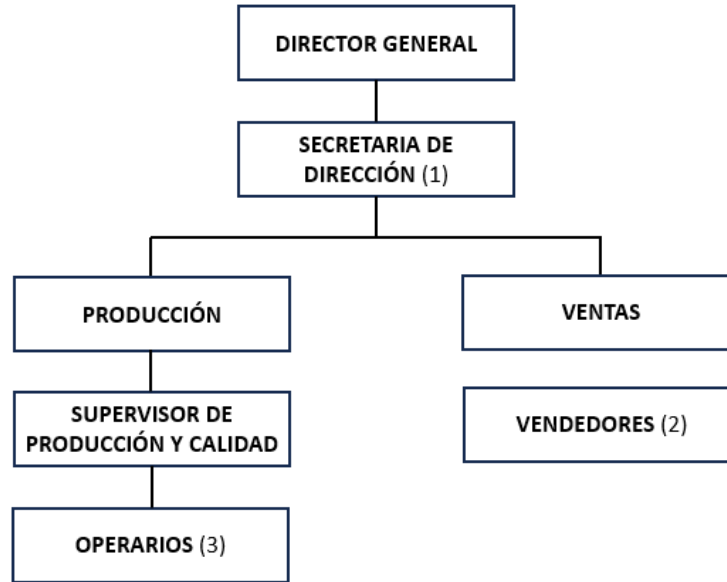 DIRECTOR GENERAL
SECRETARIA DE
DIRECCIÓN (1)
PRODUCCIÓN
VENTAS
SUPERVISOR DE
PRODUCCIÓN Y CALIDAD
VENDEDORES (2)
OPERARIOS (3)